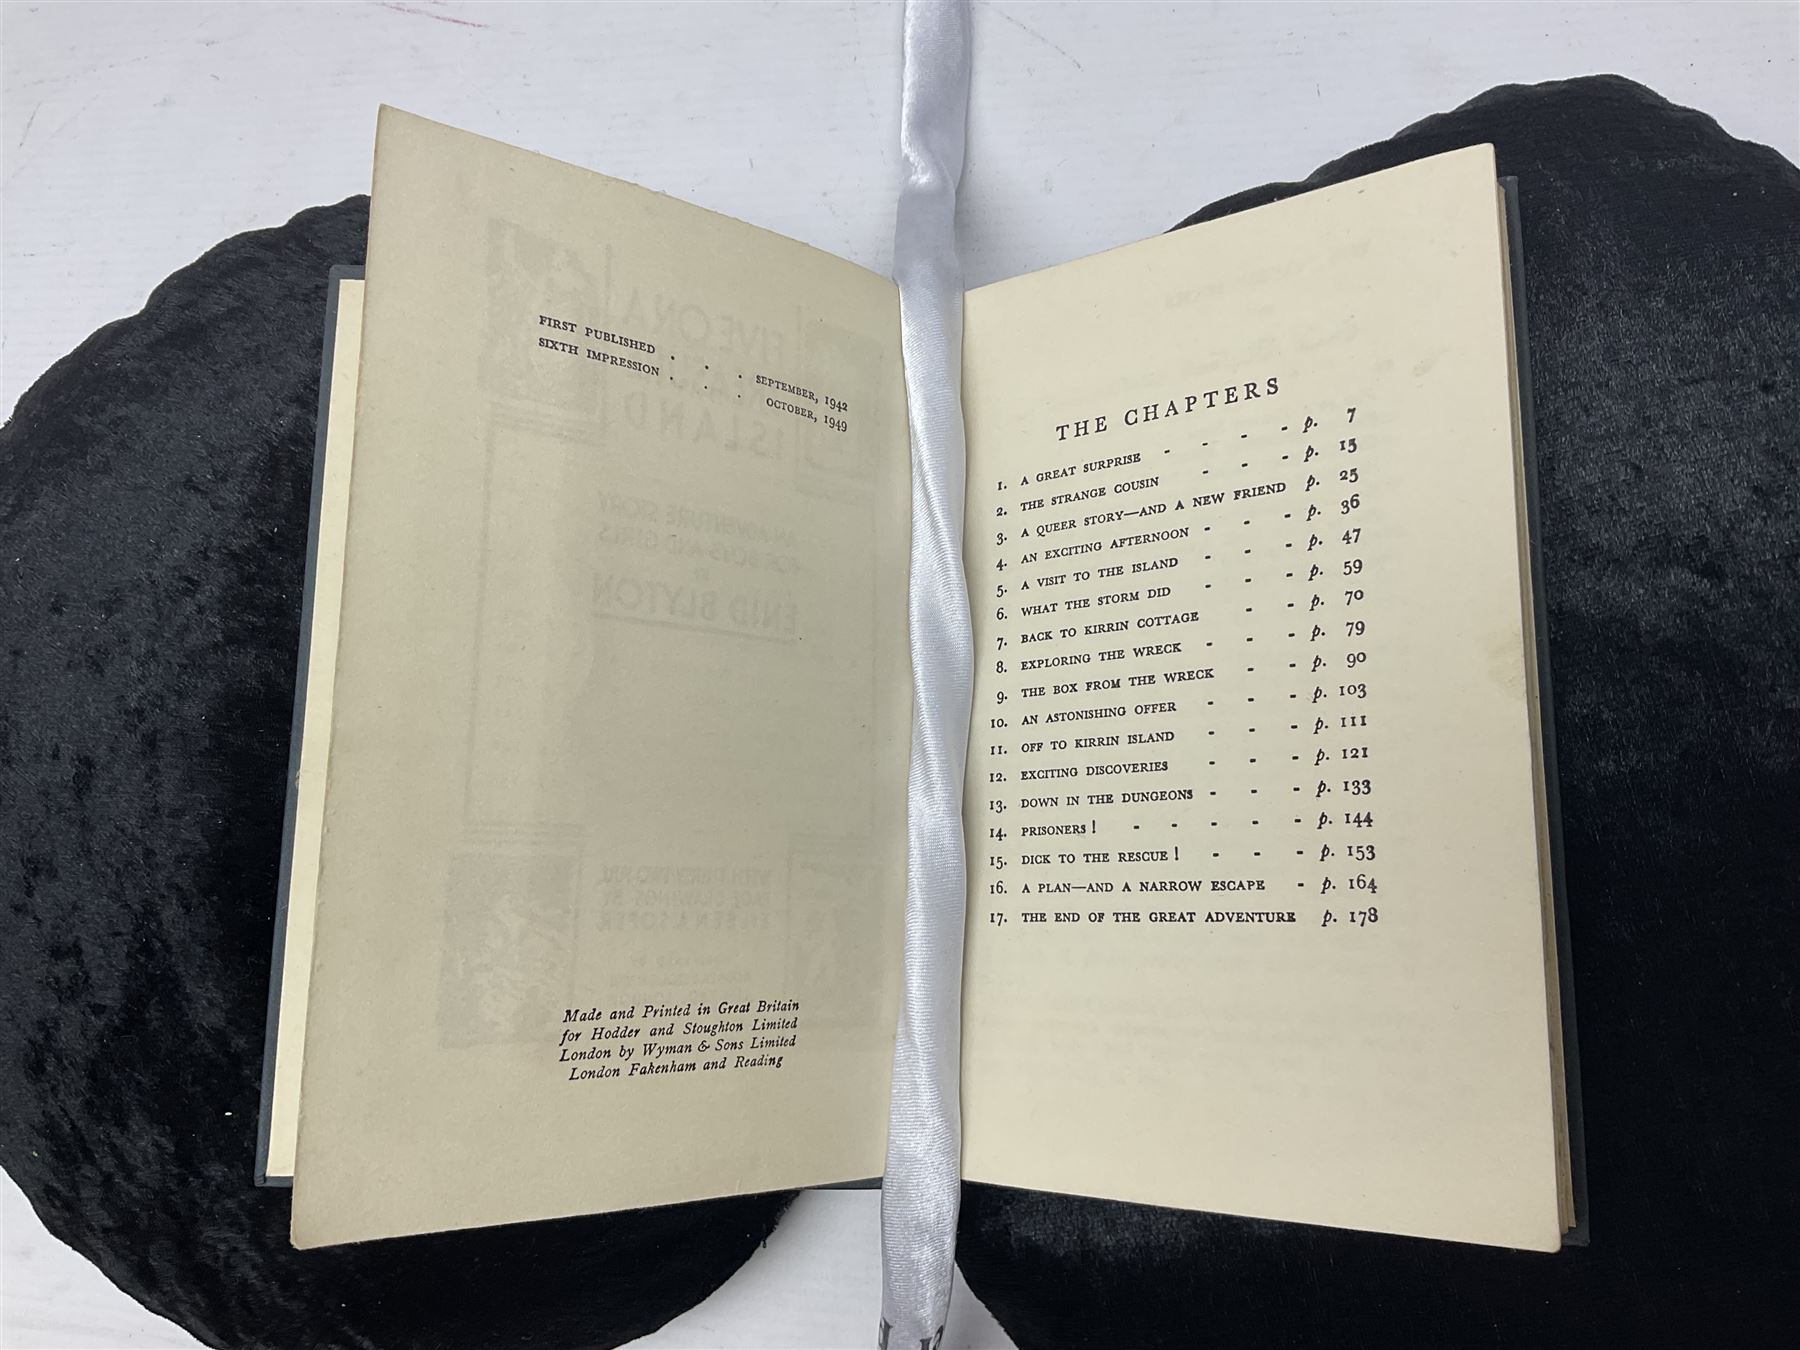 FIRST PUBLISHED . . . SEPTEMBER, 1942
SIXTH IMPRESSION . . . OCTOBER, 1949
Made and Printed in Great Britain
for Hodder and Stoughton Limited
London by Wyman & Sons Limited
London Fakenham and Reading
THE CHAPTERS
1. A GREAT SURPRISE - - - - p. 7
2. THE STRANGE COUSIN - - - p. 15
3. A QUEER STORY—AND A NEW FRIEND p. 25
4. AN EXCITING AFTERNOON - - - p. 36
5. A VISIT TO THE ISLAND - - - p. 47
6. WHAT THE STORM DID - - - p. 59
7. BACK TO KIRRIN COTTAGE - - p. 70
8. EXPLORING THE WRECK - - - p. 79
9. THE BOX FROM THE WRECK - - p. 90
10. AN ASTONISHING OFFER - - - p. 103
11. OFF TO KIRRIN ISLAND - - - p. 111
12. EXCITING DISCOVERIES - - - p. 121
13. DOWN IN THE DUNGEONS - - - p. 133
14. PRISONERS! - - - - - p. 144
15. DICK TO THE RESCUE! - - - p. 153
16. A PLAN—AND A NARROW ESCAPE - p. 164
17. THE END OF THE GREAT ADVENTURE p. 178